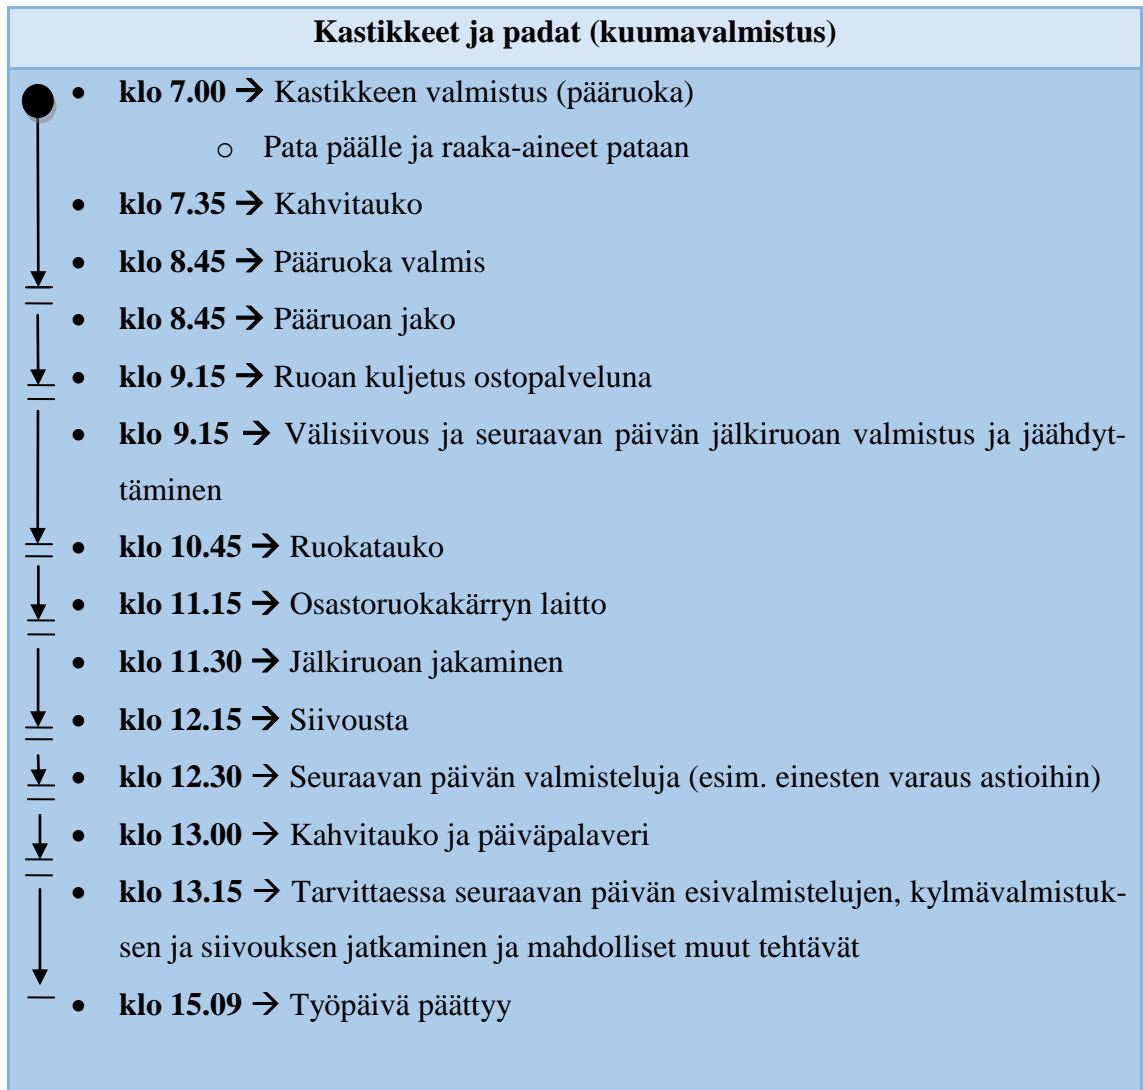 Kastikkeet ja padat (kuumavalmistus)
• klo 7.00 → Kastikkeen valmistus (pääruoka)
o Pata päälle ja raaka-aineet pataan
• klo 7.35 → Kahvitauko
• klo 8.45 → Pääruoka valmis
• klo 8.45 → Pääruoan jako
• klo 9.15 → Ruoan kuljetus ostopalveluna
• klo 9.15 → Välisiivous ja seuraavan päivän jälkiruoan valmistus ja jäähdyt-
täminen
• klo 10.45 → Ruokatauko
• klo 11.15 → Osastoruokakärryn laitto
• klo 11.30 → Jälkiruoan jakaminen
• klo 12.15 → Siivousta
• klo 12.30 → Seuraavan päivän valmisteluja (esim. einesten varaus astioihin)
• klo 13.00 → Kahvitauko ja päiväpalaveri
• klo 13.15 → Tarvittaessa seuraavan päivän esivalmistelujen, kylmävalmistuk-
sen ja siivouksen jatkaminen ja mahdolliset muut tehtävät
• klo 15.09 → Työpäivä päättyy